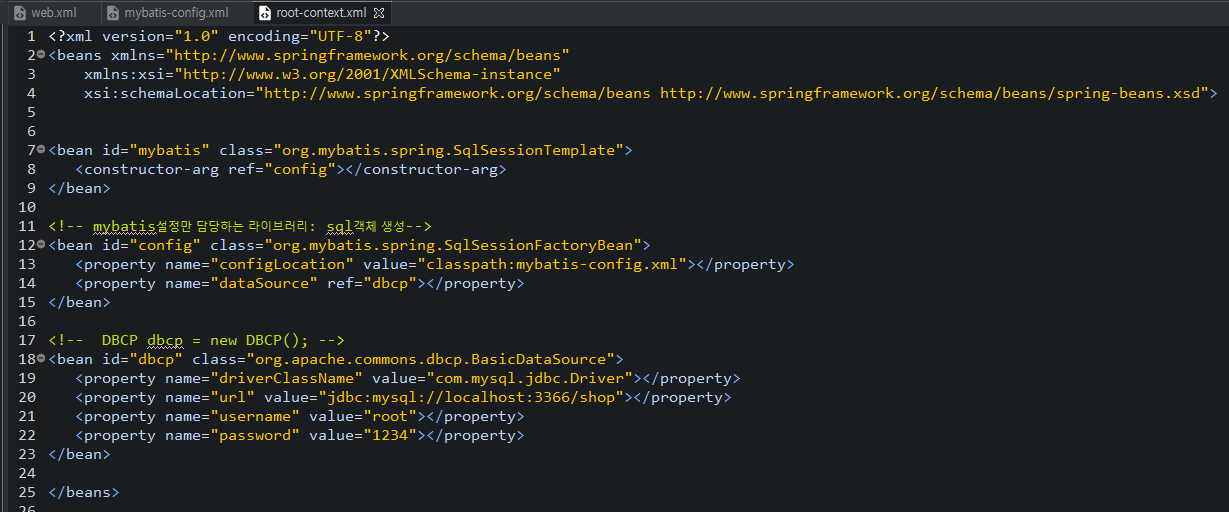 web.xml mybatis-config.xml root-context.xml
1 <?xml version="1.0" encoding="UTF-8"?>
2 <beans xmlns="http://www.springframework.org/schema/beans"
3 xmlns:xsi="http://www.w3.org/2001/XMLSchema-instance"
4 xsi:schemaLocation="http://www.springframework.org/schema/beans http://www.springframework.org/schema/beans/spring-beans.xsd">
5
6
7 <bean id="mybatis" class="org.mybatis.spring.SqlSessionTemplate">
8 <constructor-arg ref="config"></constructor-arg>
9 </bean>
10
11 <!-- mybatis설정만 담당하는 라이브러리: sql객체 생성-->
12 <bean id="config" class="org.mybatis.spring.SqlSessionFactoryBean">
13 <property name="configLocation" value="classpath:mybatis-config.xml"></property>
14 <property name="dataSource" ref="dbcp"></property>
15 </bean>
16
17 <!-- DBCP dbcp = new DBCP(); -->
18 <bean id="dbcp" class="org.apache.commons.dbcp.BasicDataSource">
19 <property name="driverClassName" value="com.mysql.jdbc.Driver"></property>
20 <property name="url" value="jdbc:mysql://localhost:3366/shop"></property>
21 <property name="username" value="root"></property>
22 <property name="password" value="1234"></property>
23 </bean>
24
25 </beans>
26